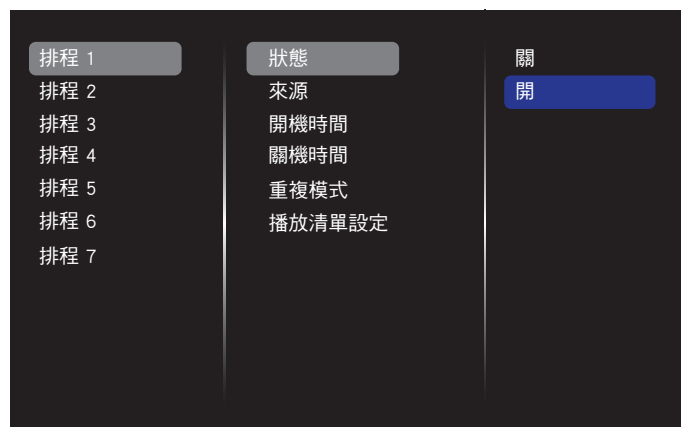 排程 1
排程 2
排程 3
排程 4
排程 5
排程 6
排程 7
狀態
來源
開機時間
關機時間
重複模式
播放清單設定
關
開